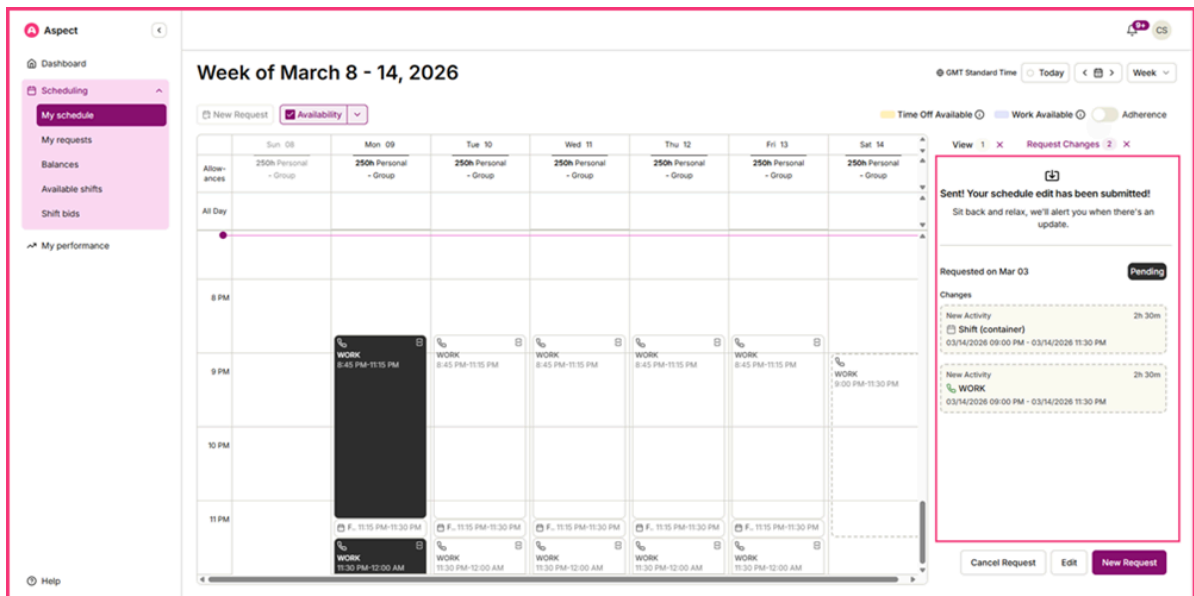 Aspect
9+
CS
Dashboard
Scheduling
My schedule
My requests
Balances
Available shifts
Shift bids
My performance
Help
Week of March 8 - 14, 2026
GMT Standard Time
Today
Week
New Request
Availability
Time Off Available
Work Available
Adherence
Sun 08 Mon 09 Tue 10 Wed 11 Thu 12 Fri 13 Sat 14
Allow-
ances
250h Personal 250h Personal 250h Personal 250h Personal 250h Personal 250h Personal 250h Personal
- Group - Group - Group - Group - Group - Group - Group
All Day
8 PM
9 PM
WORK WORK WORK WORK WORK
8:45 PM-11:15 PM 8:45 PM-11:15 PM 8:45 PM-11:15 PM 8:45 PM-11:15 PM 8:45 PM-11:15 PM
WORK
9:00 PM-11:30 PM
10 PM
11 PM
F.. 11:15 PM-11:30 PM F.. 11:15 PM-11:30 PM F.. 11:15 PM-11:30 PM F.. 11:15 PM-11:30 PM F.. 11:15 PM-11:30 PM
WORK WORK WORK WORK WORK
11:30 PM-12:00 AM 11:30 PM-12:00 AM 11:30 PM-12:00 AM 11:30 PM-12:00 AM 11:30 PM-12:00 AM
View 1 Request Changes 2
Sent! Your schedule edit has been submitted!
Sit back and relax, we'll alert you when there's an
update.
Requested on Mar 03 Pending
Changes
New Activity 2h 30m
Shift (container)
03/14/2026 09:00 PM - 03/14/2026 11:30 PM
New Activity 2h 30m
WORK
03/14/2026 09:00 PM - 03/14/2026 11:30 PM
Cancel Request Edit New Request